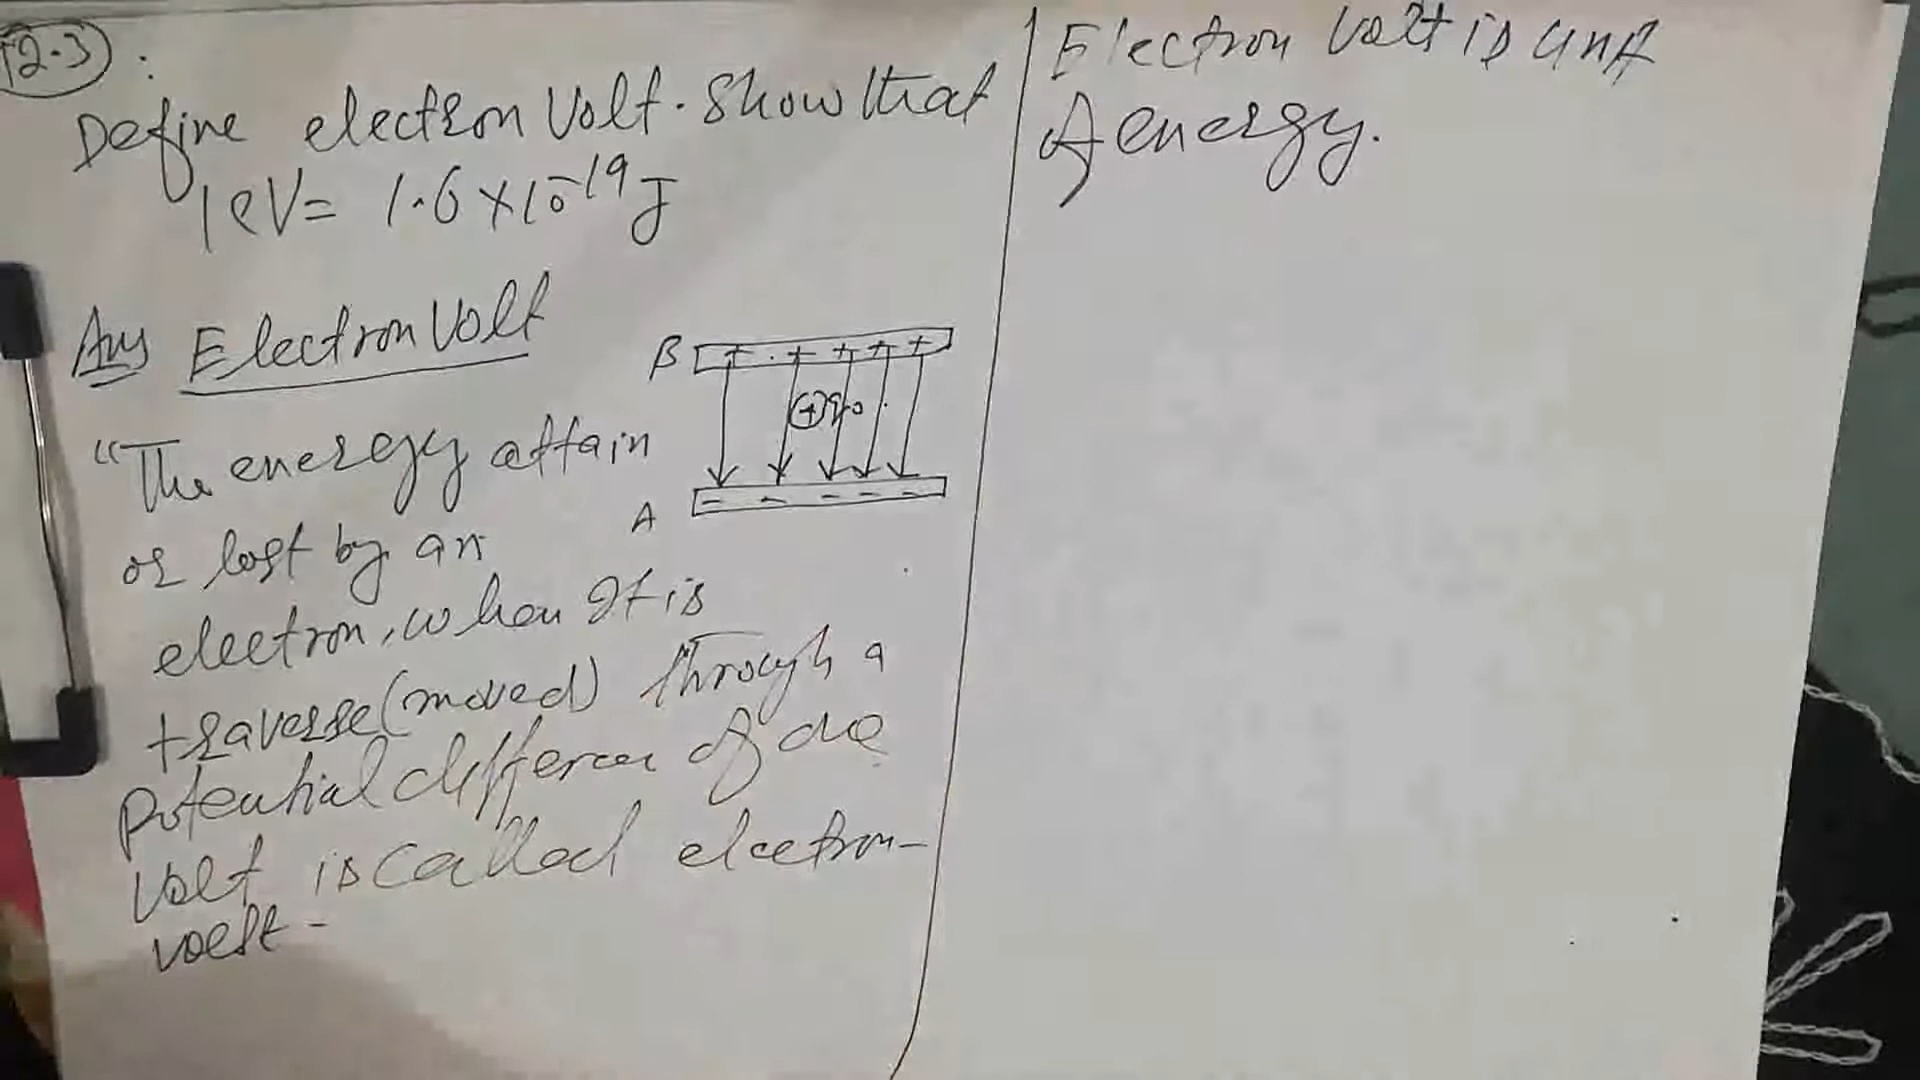 12.3 :
Define electron Volt. Show that
1eV = 1.6 × 10⁻¹⁹ J
Ans Electron Volt
"The energy attain
or lost by an
electron, when It is
traverse (moved) through a
potential difference of one
Volt is called electron-
volt -
B + + + + +
⊕q₀
A - - - - -
Electron Volt is unit
of energy.